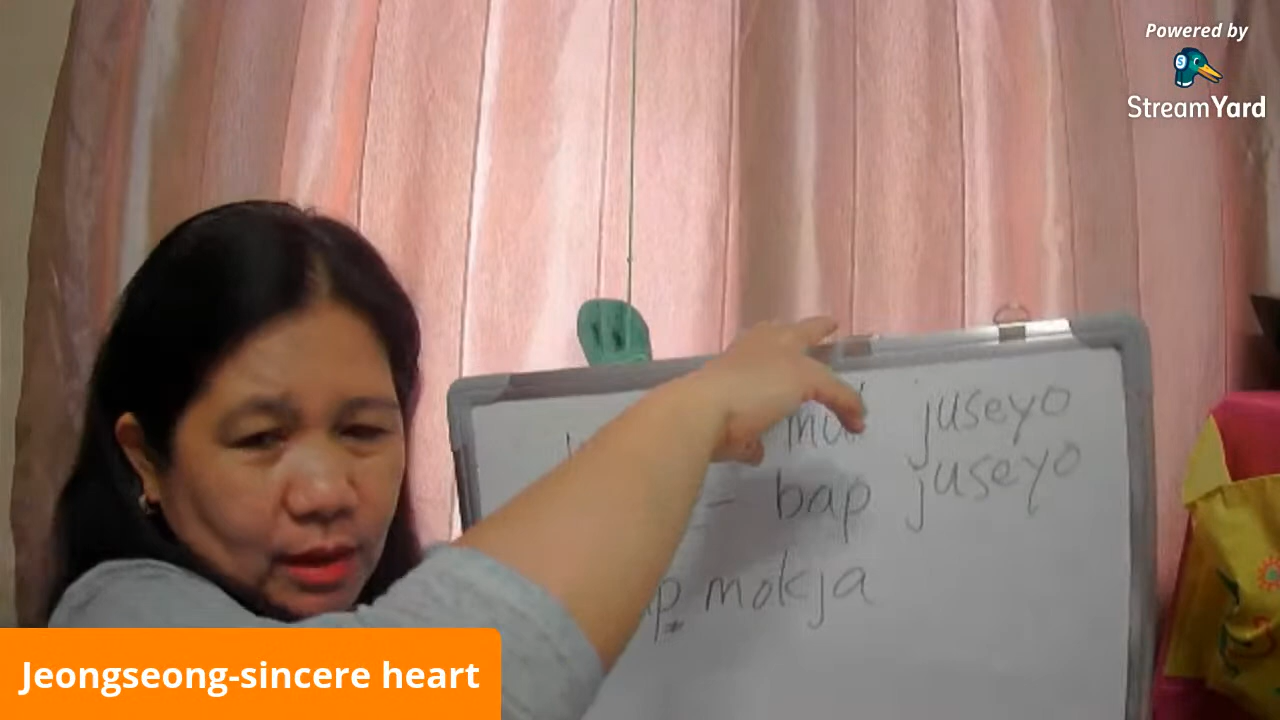 Powered by
StreamYard
juseyo
– bap juseyo
mokja
Jeongseong-sincere heart